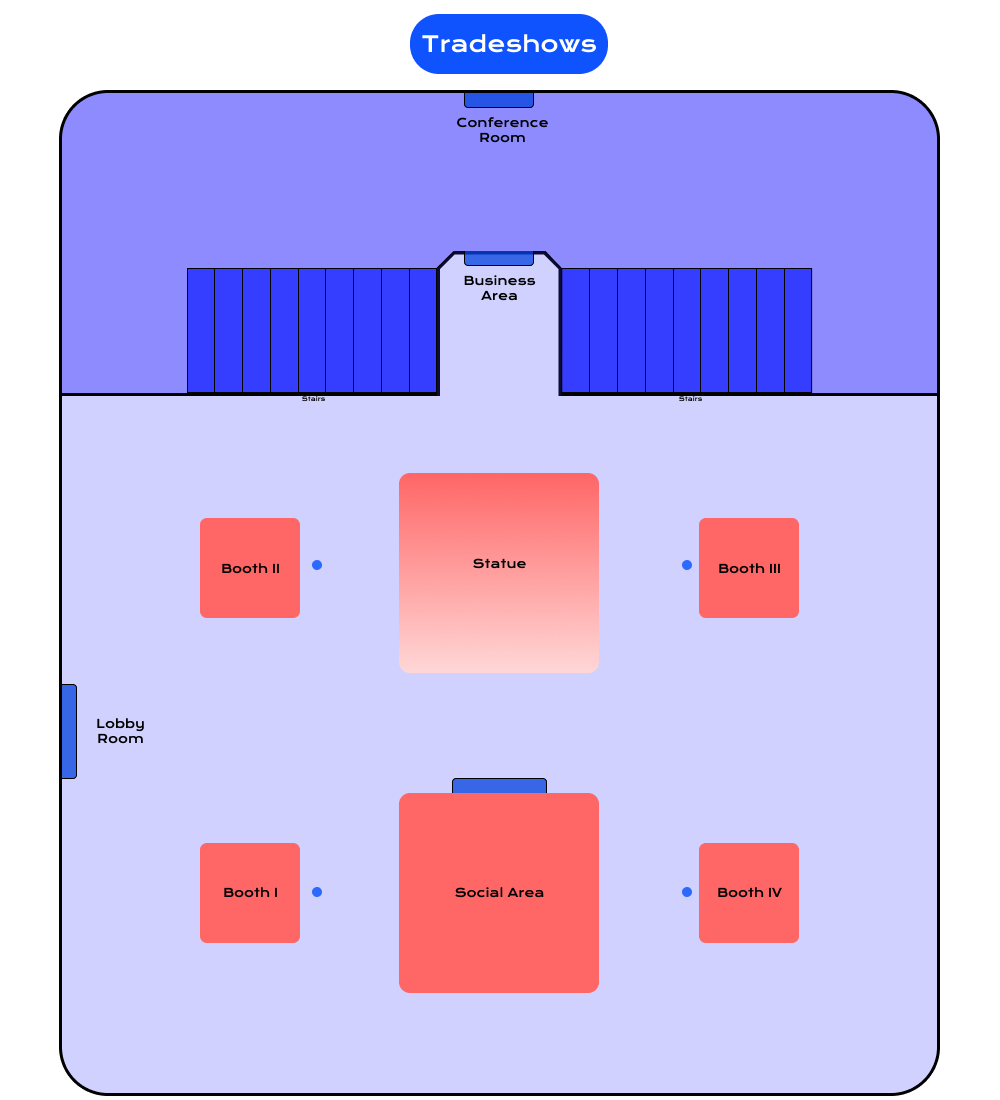 Tradeshows
Conference
Room
Business
Area
Stairs
Stairs
Statue
Booth II
Booth III
Lobby
Room
Booth I
Social Area
Booth IV